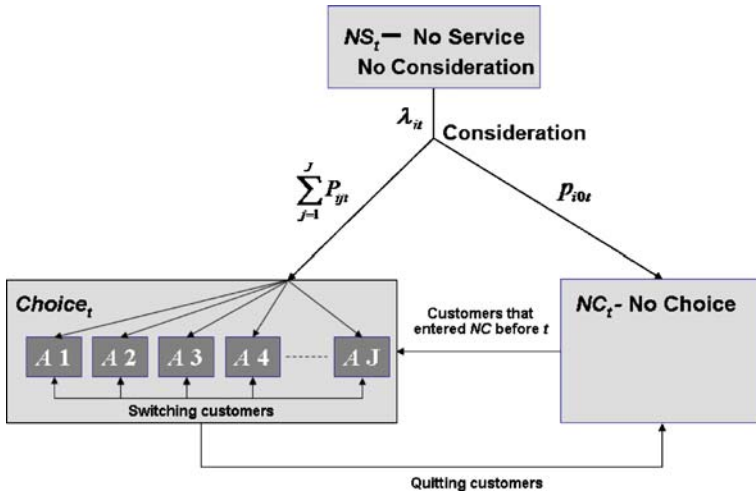 NSₜ — No Service
No Consideration
λᵢₜ
Consideration
J
∑ Pᵢⱼₜ
j=1
pᵢ₀ₜ
Choiceₜ
A 1 A 2 A 3 A 4 A J
Switching customers
Customers that
entered NC before t
NCₜ- No Choice
Quitting customers